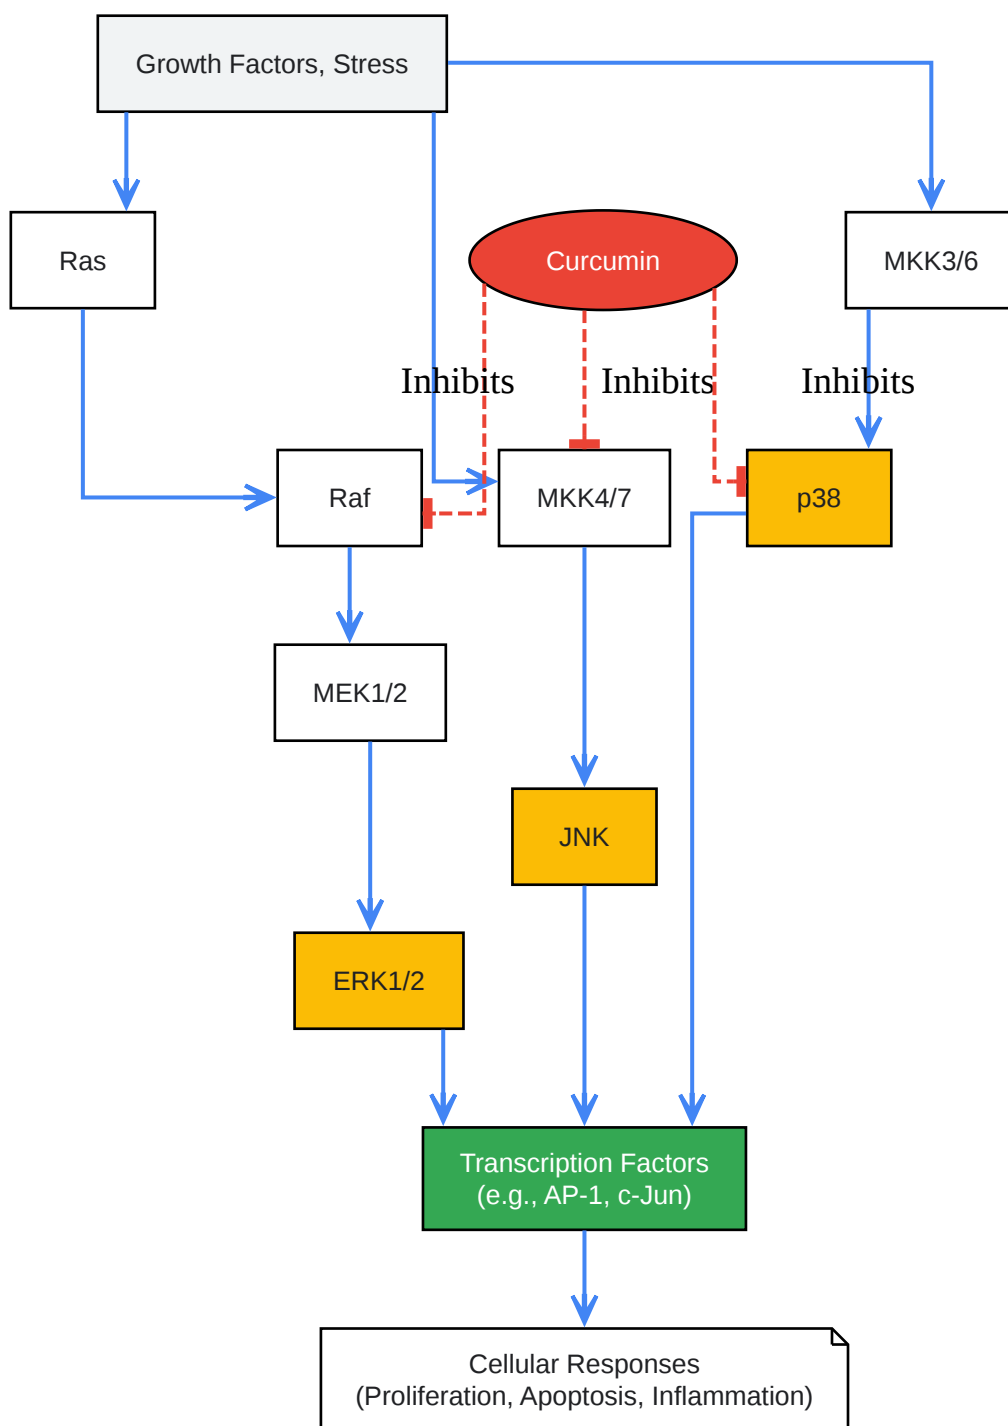 Growth Factors, Stress
Ras
Curcumin
MKK3/6
Inhibits
Inhibits
Inhibits
Raf
MKK4/7
p38
MEK1/2
JNK
ERK1/2
Transcription Factors
(e.g., AP-1, c-Jun)
Cellular Responses
(Proliferation, Apoptosis, Inflammation)